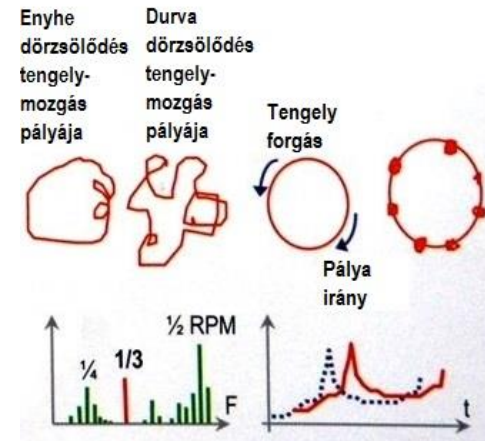 Enyhe
dörzsölődés
tengely-
mozgás
pályája
Durva
dörzsölődés
tengely-
mozgás
pályája
Tengely
forgás
Pálya
irány
¼
1/3
½ RPM
F
t